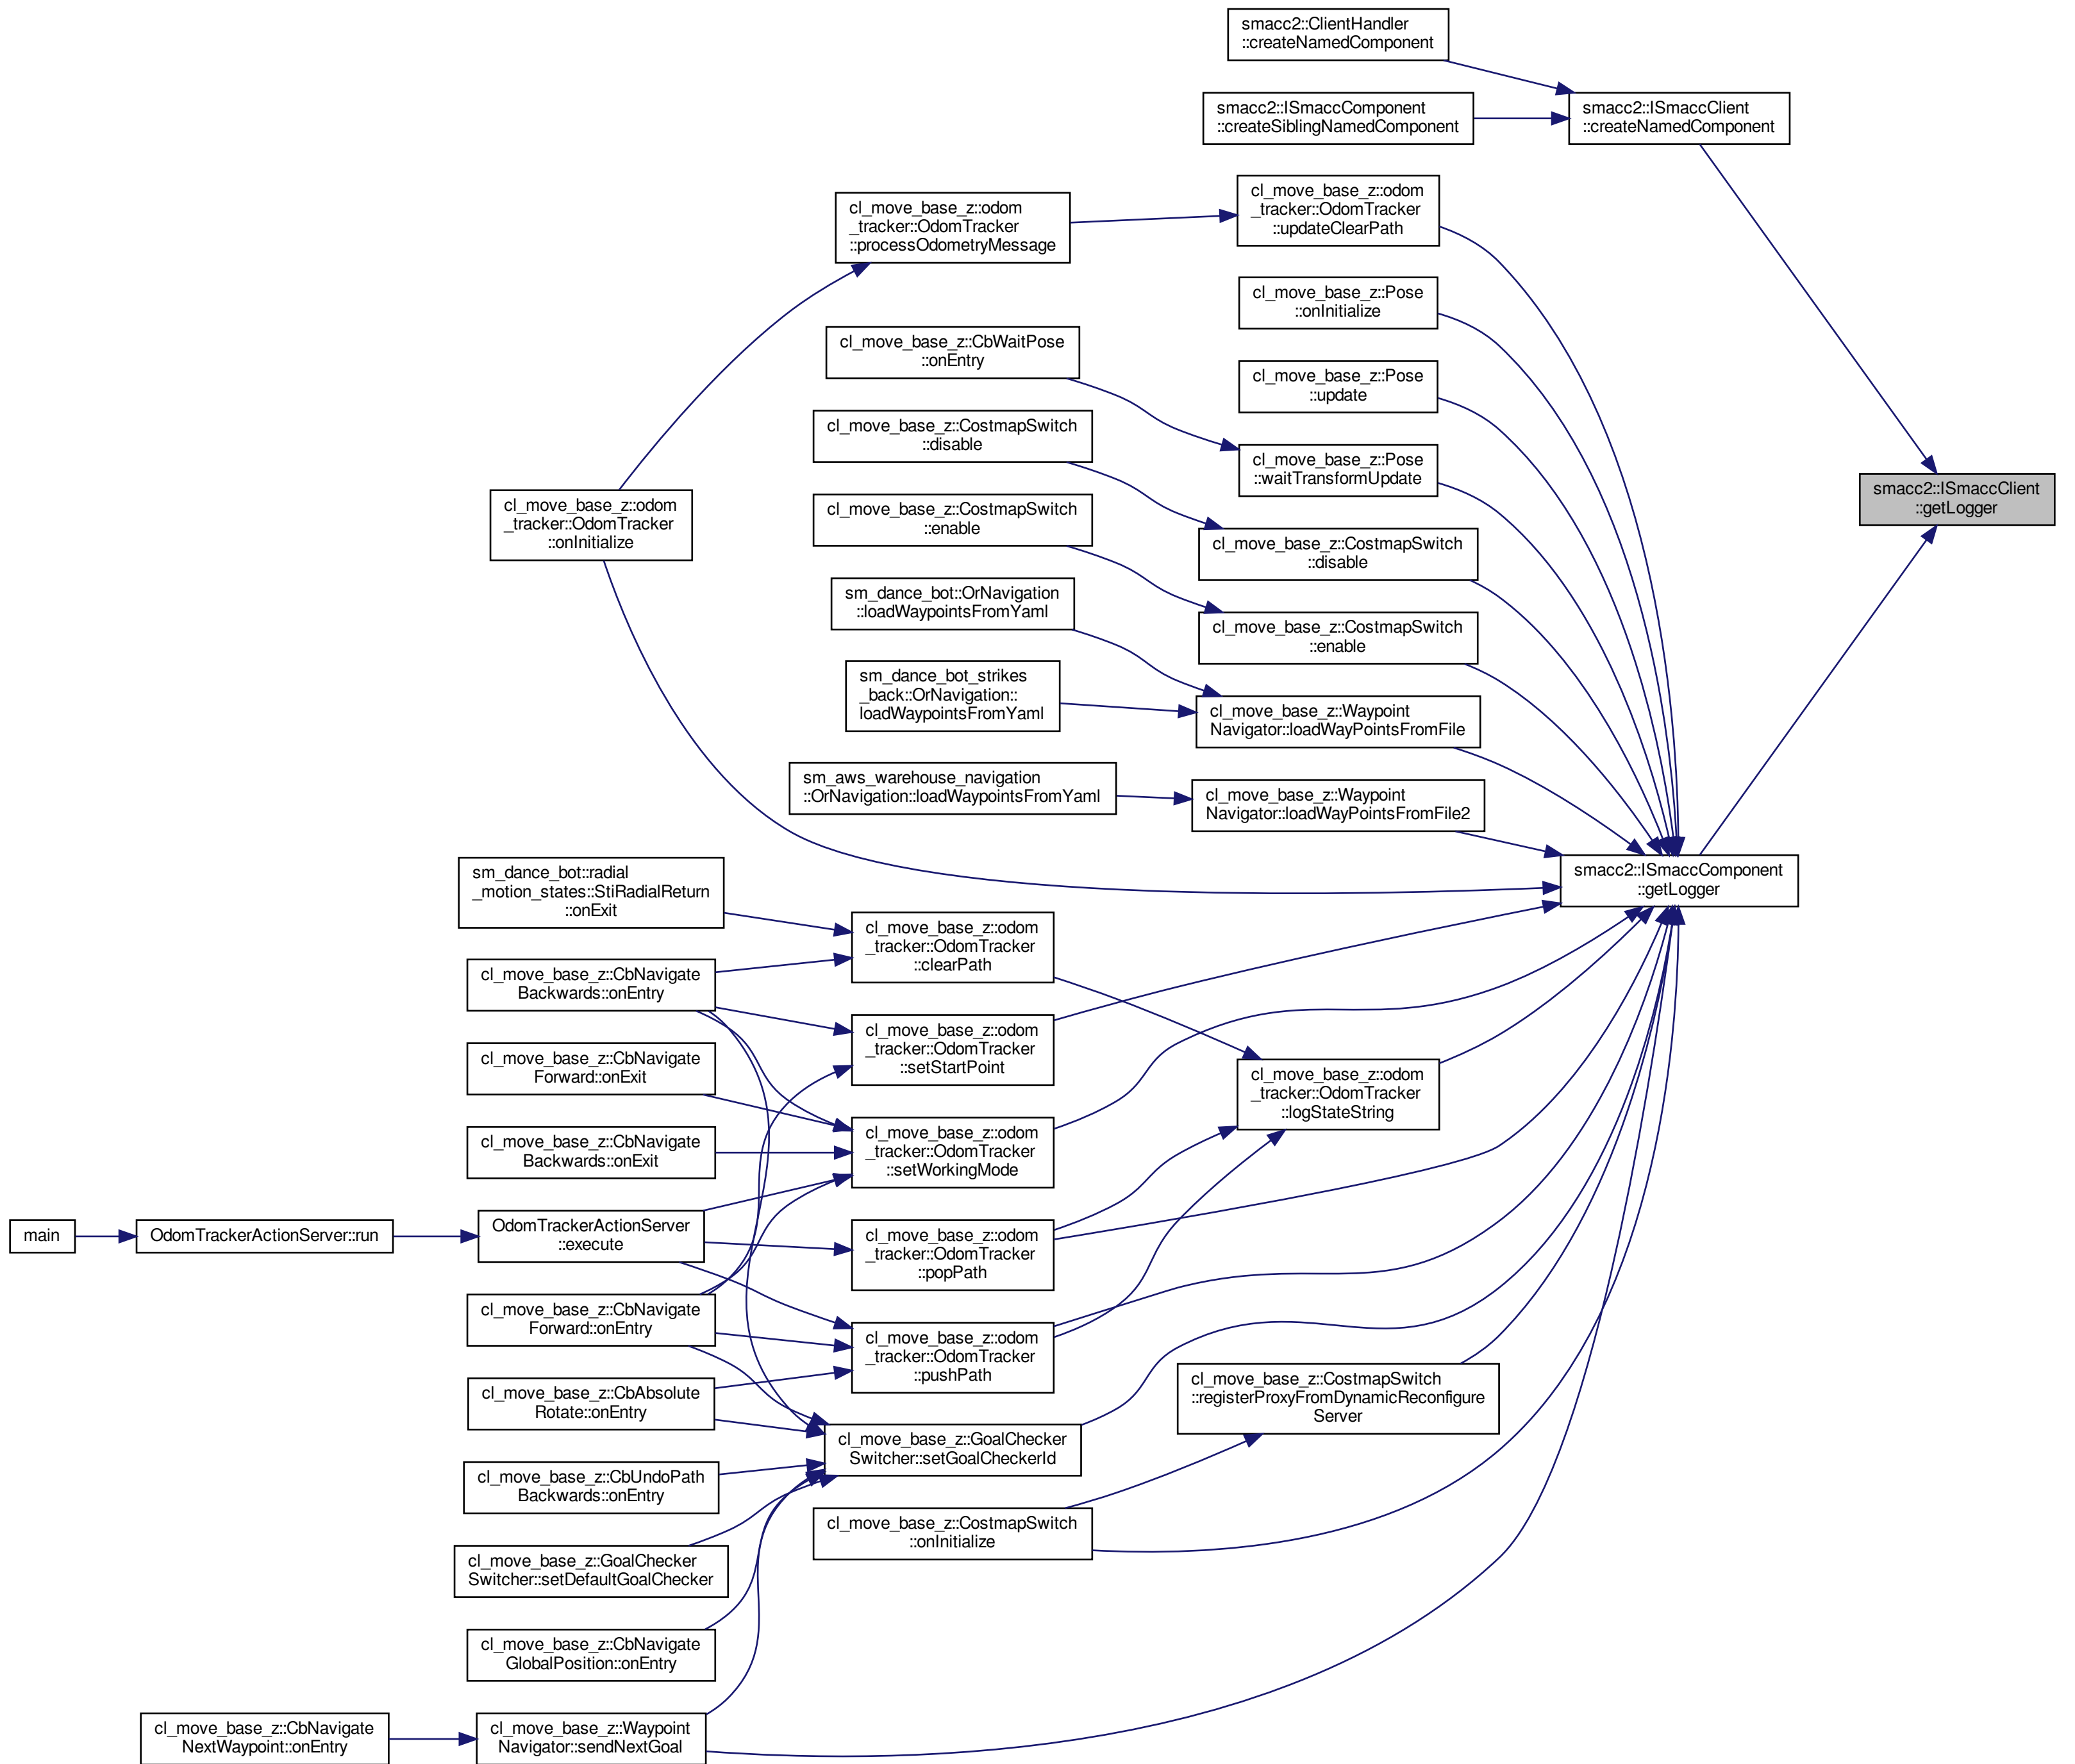 smacc2::ClientHandler
::createNamedComponent
smacc2::ISmaccComponent
::createSiblingNamedComponent
smacc2::ISmaccClient
::createNamedComponent
cl_move_base_z::odom
_tracker::OdomTracker
::updateClearPath
cl_move_base_z::odom
_tracker::OdomTracker
::processOdometryMessage
cl_move_base_z::Pose
::onInitialize
cl_move_base_z::CbWaitPose
::onEntry
cl_move_base_z::Pose
::update
cl_move_base_z::CostmapSwitch
::disable
cl_move_base_z::Pose
::waitTransformUpdate
smacc2::ISmaccClient
::getLogger
cl_move_base_z::odom
_tracker::OdomTracker
::onInitialize
cl_move_base_z::CostmapSwitch
::enable
cl_move_base_z::CostmapSwitch
::disable
sm_dance_bot::OrNavigation
::loadWaypointsFromYaml
cl_move_base_z::CostmapSwitch
::enable
sm_dance_bot_strikes
_back::OrNavigation::
loadWaypointsFromYaml
cl_move_base_z::Waypoint
Navigator::loadWayPointsFromFile
sm_aws_warehouse_navigation
::OrNavigation::loadWaypointsFromYaml
cl_move_base_z::Waypoint
Navigator::loadWayPointsFromFile2
smacc2::ISmaccComponent
::getLogger
sm_dance_bot::radial
_motion_states::StiRadialReturn
::onExit
cl_move_base_z::odom
_tracker::OdomTracker
::clearPath
cl_move_base_z::CbNavigate
Backwards::onEntry
cl_move_base_z::odom
_tracker::OdomTracker
::setStartPoint
cl_move_base_z::CbNavigate
Forward::onExit
cl_move_base_z::odom
_tracker::OdomTracker
::logStateString
cl_move_base_z::CbNavigate
Backwards::onExit
cl_move_base_z::odom
_tracker::OdomTracker
::setWorkingMode
main
OdomTrackerActionServer::run
OdomTrackerActionServer
::execute
cl_move_base_z::odom
_tracker::OdomTracker
::popPath
cl_move_base_z::CbNavigate
Forward::onEntry
cl_move_base_z::odom
_tracker::OdomTracker
::pushPath
cl_move_base_z::CostmapSwitch
::registerProxyFromDynamicReconfigure
Server
cl_move_base_z::CbAbsolute
Rotate::onEntry
cl_move_base_z::GoalChecker
Switcher::setGoalCheckerId
cl_move_base_z::CbUndoPath
Backwards::onEntry
cl_move_base_z::CostmapSwitch
::onInitialize
cl_move_base_z::GoalChecker
Switcher::setDefaultGoalChecker
cl_move_base_z::CbNavigate
GlobalPosition::onEntry
cl_move_base_z::CbNavigate
NextWaypoint::onEntry
cl_move_base_z::Waypoint
Navigator::sendNextGoal